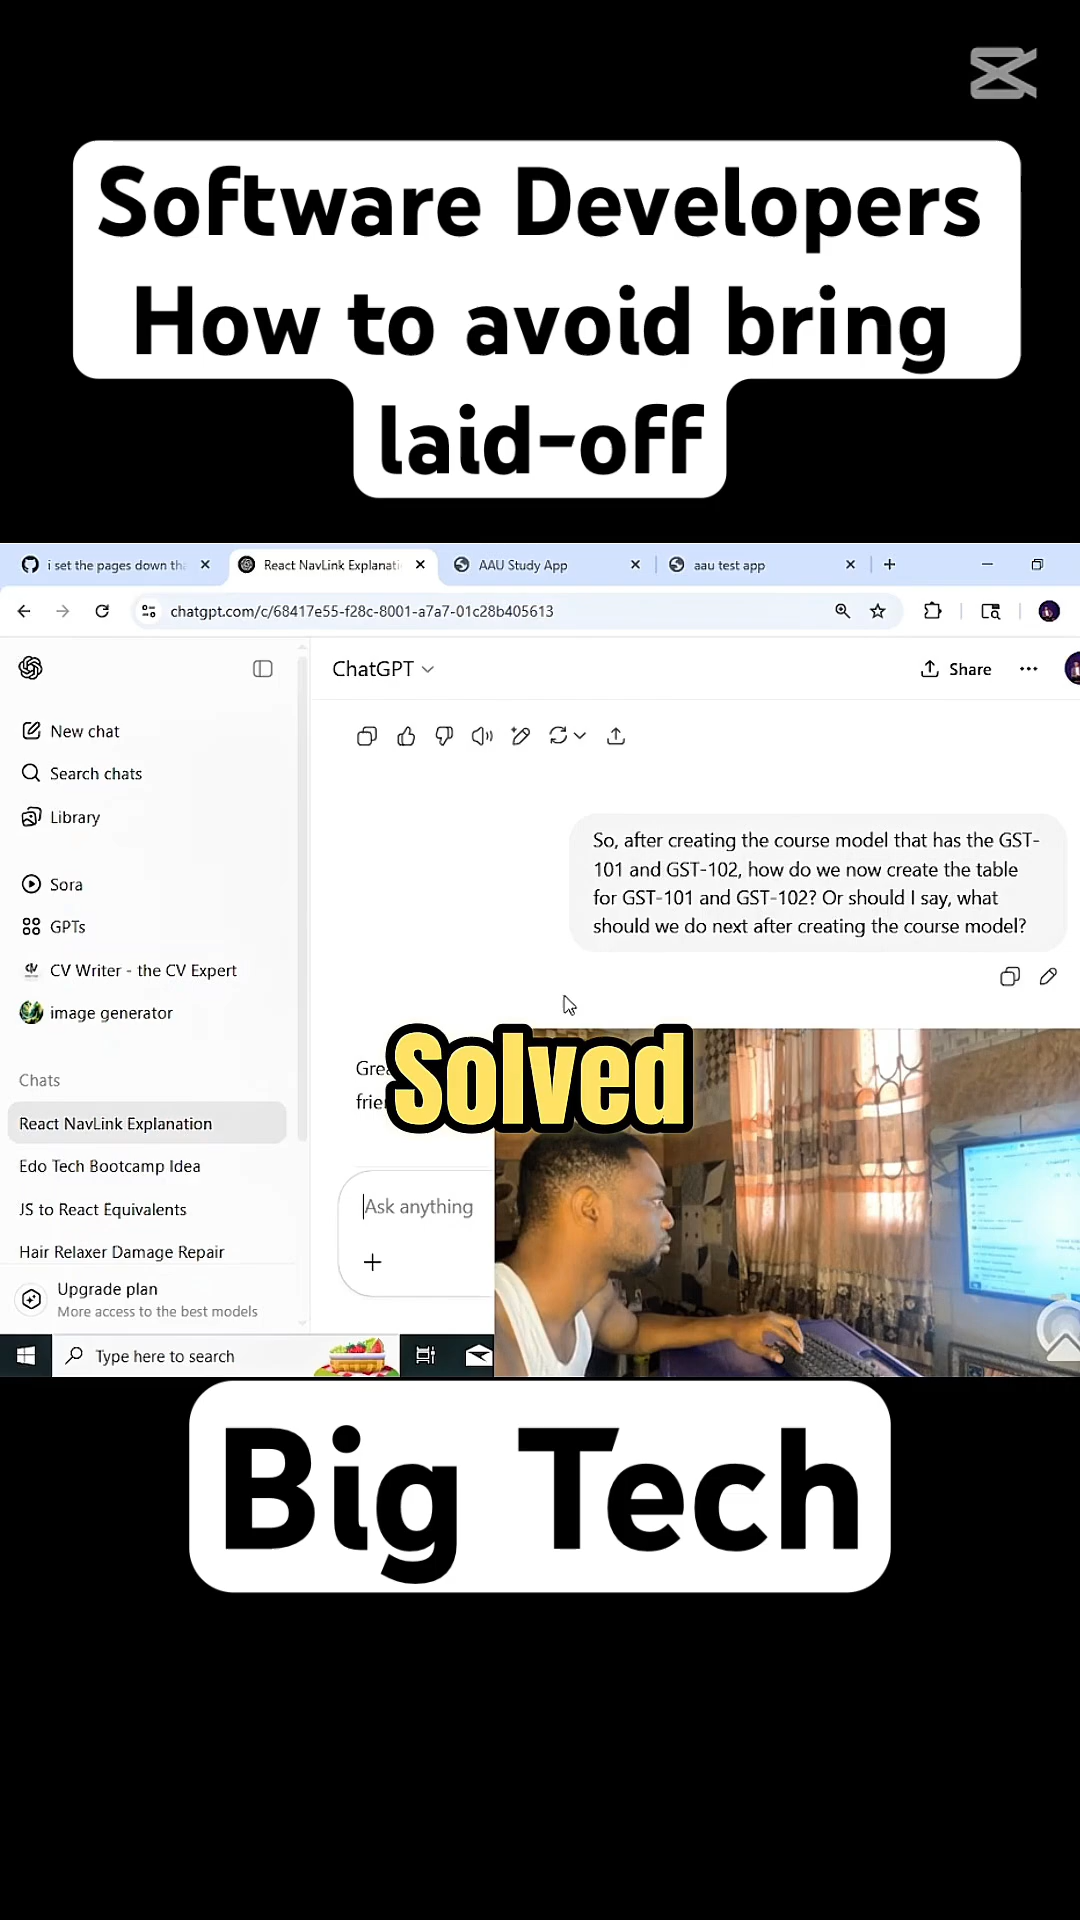 Software Developers
How to avoid bring
laid-off
i set the pages down tha
React NavLink Explanati
AAU Study App
aau test app
chatgpt.com/c/68417e55-f28c-8001-a7a7-01c28b405613
ChatGPT
Share
New chat
Search chats
Library
Sora
GPTs
CV Writer - the CV Expert
image generator
Chats
React NavLink Explanation
Edo Tech Bootcamp Idea
JS to React Equivalents
Hair Relaxer Damage Repair
Upgrade plan
More access to the best models
So, after creating the course model that has the GST-
101 and GST-102, how do we now create the table
for GST-101 and GST-102? Or should I say, what
should we do next after creating the course model?
Solved
Ask anything
Type here to search
Big Tech